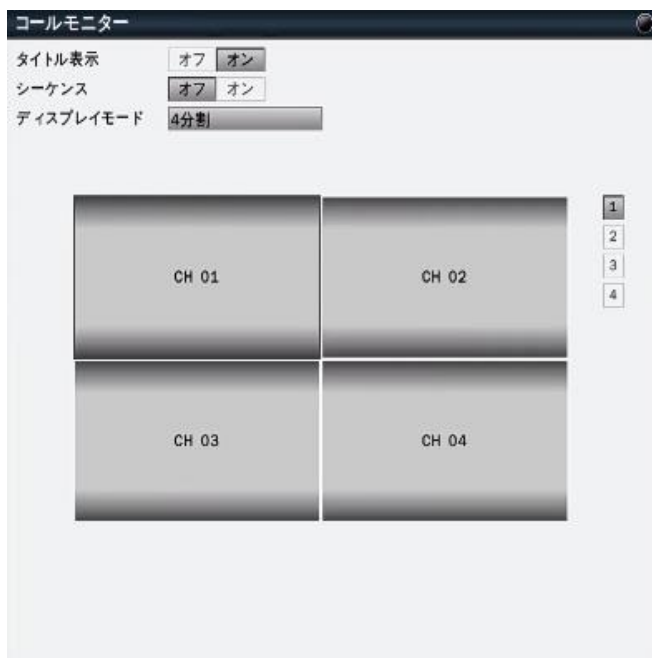 コールモニター
タイトル表示 オフ オン
シーケンス オフ オン
ディスプレイモード 4分割
1
CH 01 CH 02
2
3
4
CH 03 CH 04